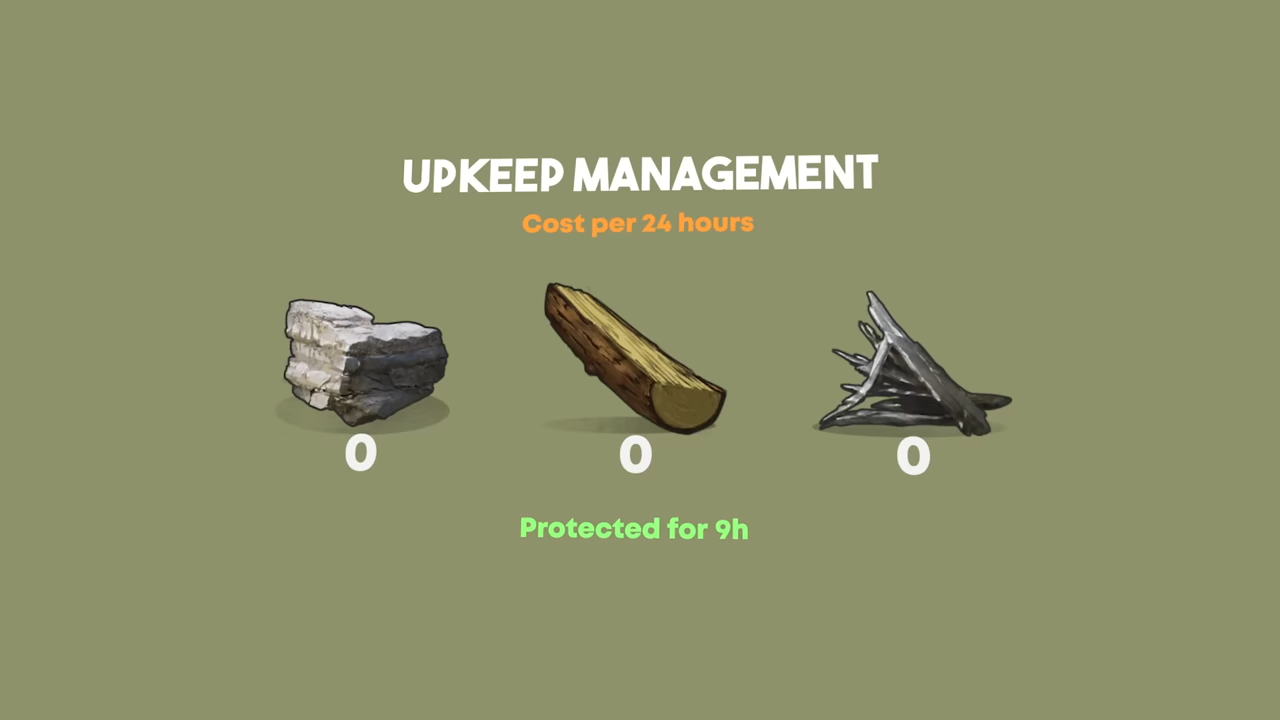 UPKEEP MANAGEMENT
Cost per 24 hours
0 0 0
Protected for 9h